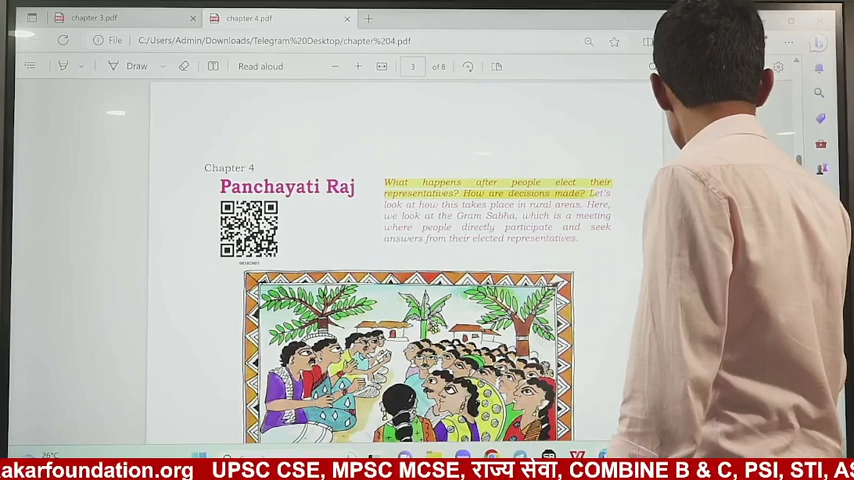 chapter 3.pdf
chapter 4.pdf
File
C:/Users/Admin/Downloads/Telegram%20Desktop/chapter%204.pdf
Draw
Read aloud
3
of 8
Chapter 4
Panchayati Raj
What happens after people elect their
representatives? How are decisions made? Let's
look at how this takes place in rural areas. Here,
we look at the Gram Sabha, which is a meeting
where people directly participate and seek
answers from their elected representatives.
26°C
akarfoundation.org UPSC CSE, MPSC MCSE, राज्य सेवा, COMBINE B & C, PSI, STI, AS